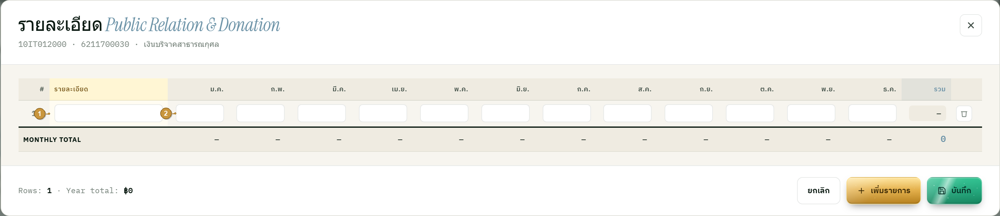 รายละเอียด Public Relation & Donation
10IT012000 · 6211700030 · เงินบริจาคสาธารณกุศล
# รายละเอียด ม.ค. ก.พ. มี.ค. เม.ย. พ.ค. มิ.ย. ก.ค. ส.ค. ก.ย. ต.ค. พ.ย. ธ.ค. รวม
1 1 2 –
MONTHLY TOTAL – – – – – – – – – – – – 0
Rows: 1 · Year total: ฿0 ยกเลิก + เพิ่มรายการ บันทึก